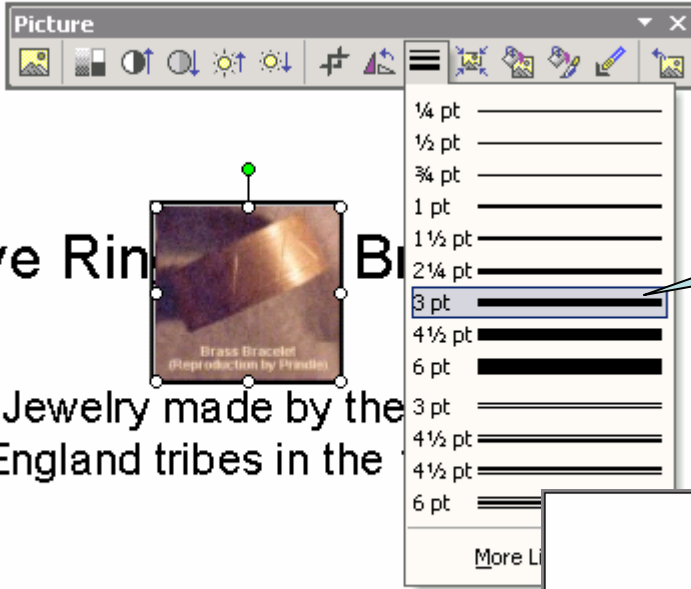 Picture
¼ pt
½ pt
¾ pt
1 pt
1½ pt
2¼ pt
3 pt
4½ pt
6 pt
3 pt
4½ pt
4½ pt
6 pt
More Li
ve Rin B
Brass Bracelet
(Reproduction by Prindle)
Jewelry made by the
England tribes in the